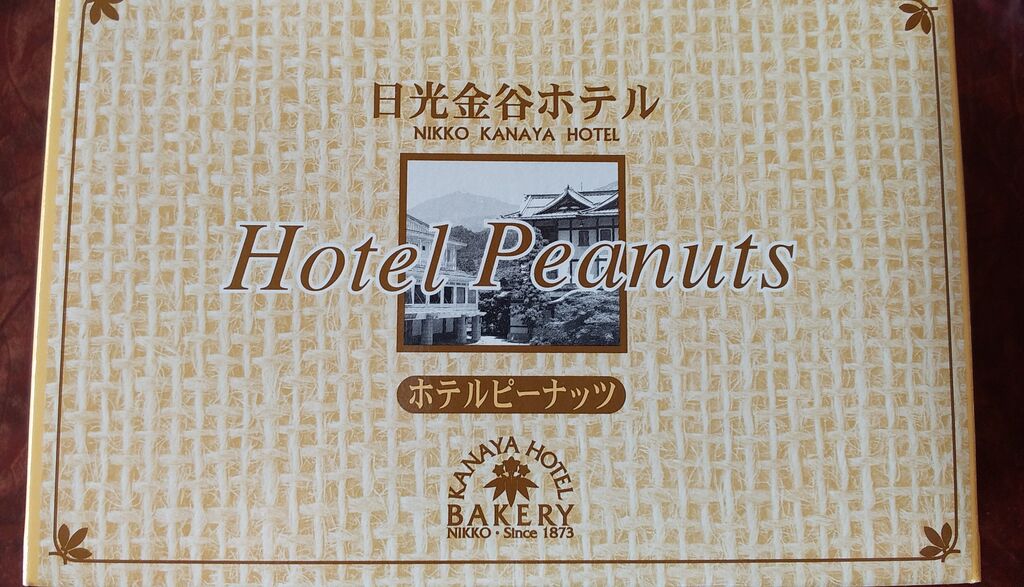 日光金谷ホテル
NIKKO KANAYA HOTEL
Hotel Peanuts
ホテルピーナッツ
KANAYA HOTEL
BAKERY
NIKKO・Since 1873